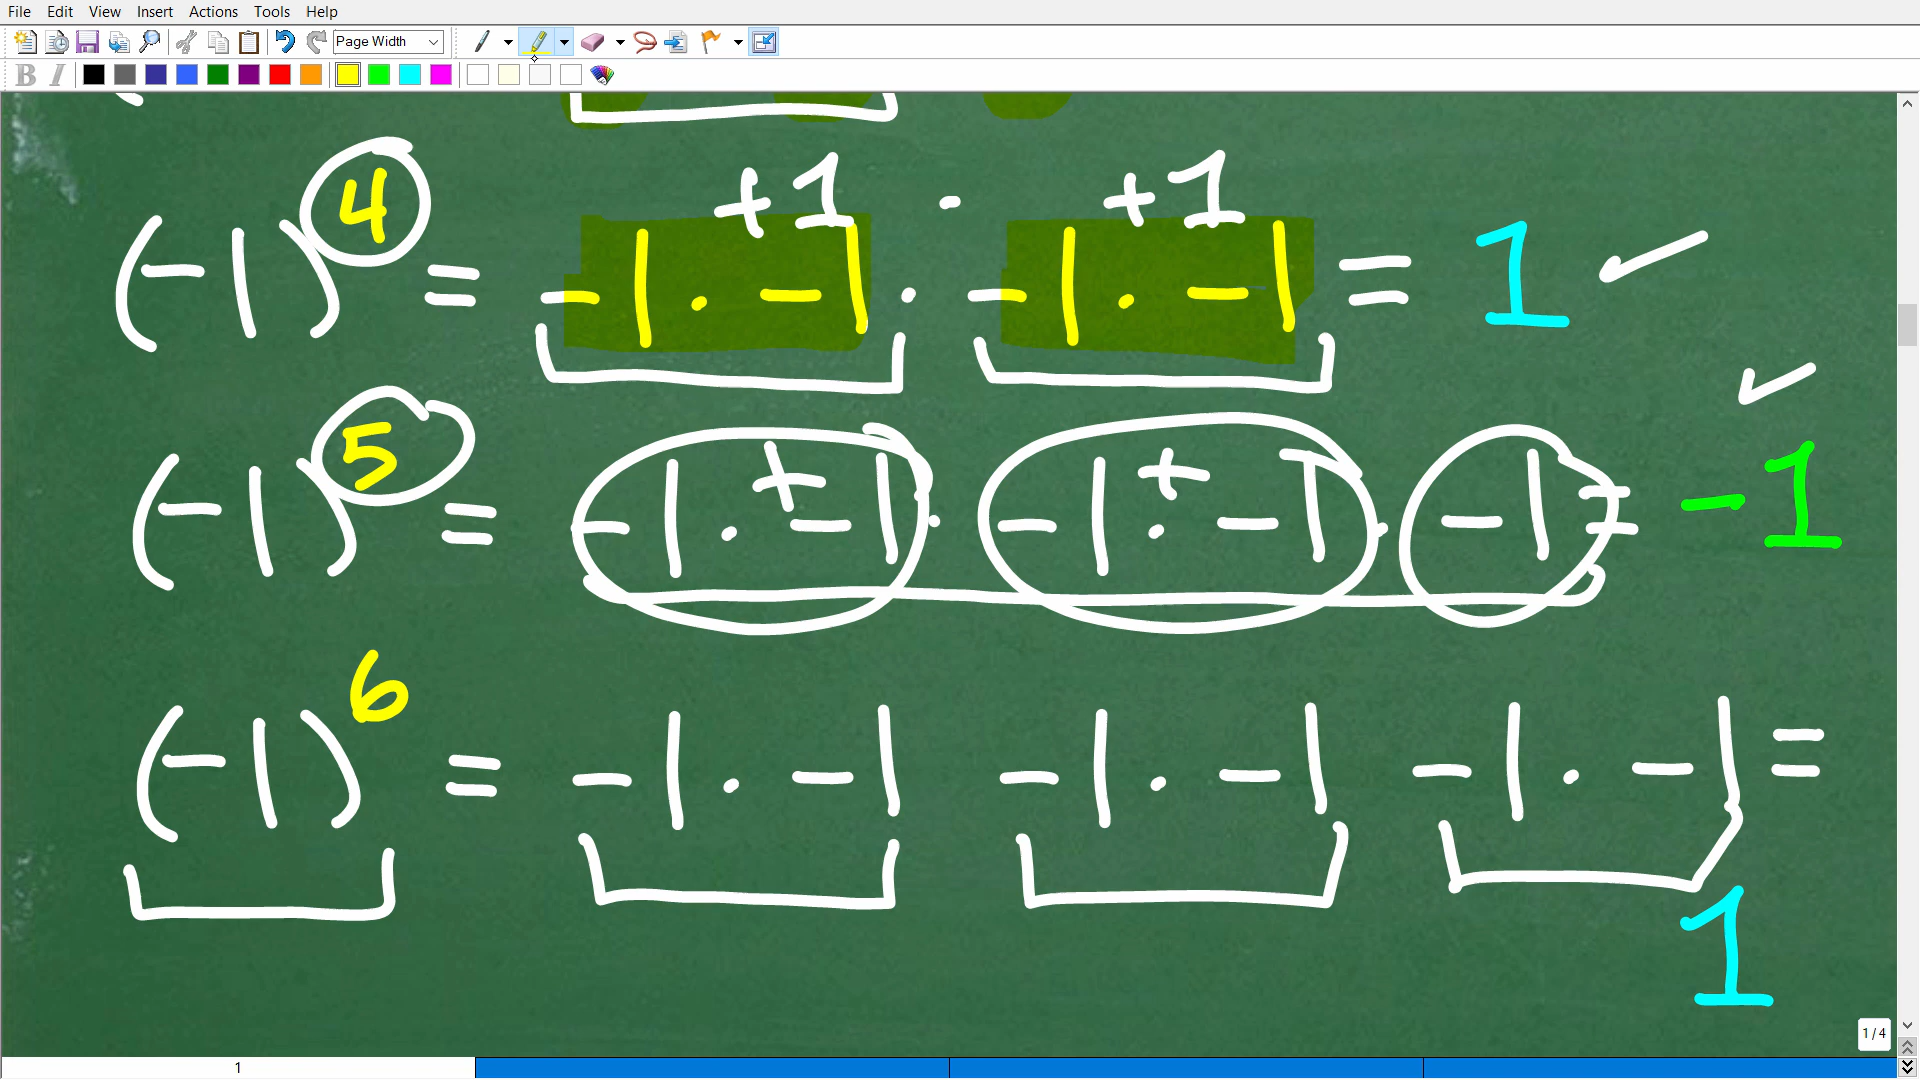 File Edit View Insert Actions Tools Help
Page Width
B I
+1 · +1
(-1)^4 = -1 · -1 · -1 · -1 = 1 ✓
✓
+ +
(-1)^5 = -1 · -1 · -1 · -1 · -1 = -1
(-1)^6 = -1 · -1 -1 · -1 -1 · -1 =
1
1 / 4
1